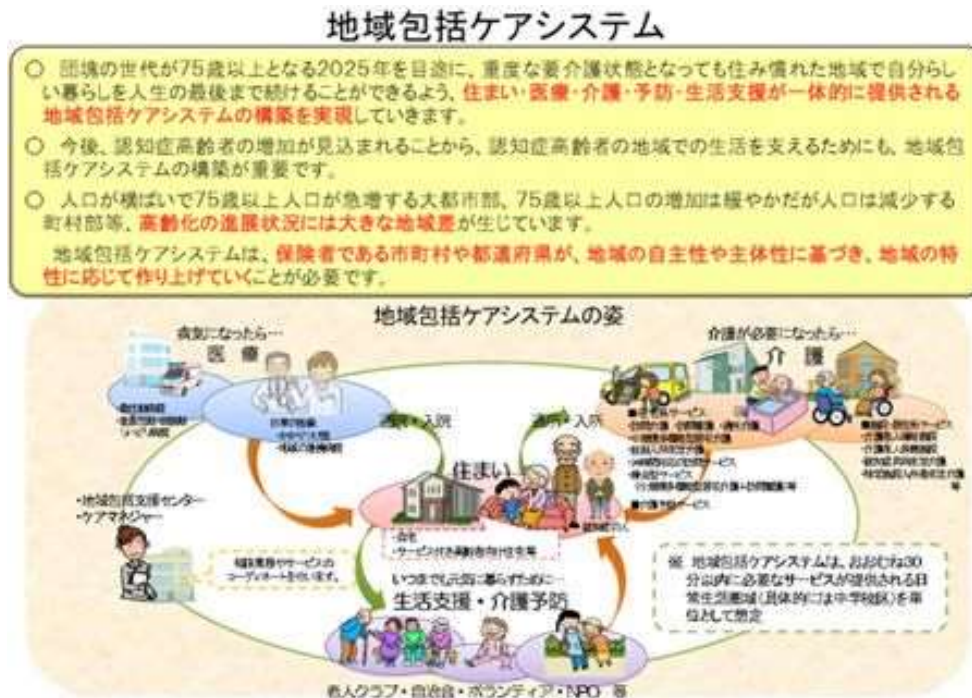 地域包括ケアシステム
○ 団塊の世代が75歳以上となる2025年を目途に、重度な要介護状態となっても住み慣れた地域で自分らし
い暮らしを人生の最後まで続けることができるよう、住まい・医療・介護・予防・生活支援が一体的に提供される
地域包括ケアシステムの構築を実現していきます。
○ 今後、認知症高齢者の増加が見込まれることから、認知症高齢者の地域での生活を支えるためにも、地域包
括ケアシステムの構築が重要です。
○ 人口が横ばいで75歳以上人口が急増する大都市部、75歳以上人口の増加は緩やかだが人口は減少する
町村部等、高齢化の進展状況には大きな地域差が生じています。
地域包括ケアシステムは、保険者である市町村や都道府県が、地域の自主性や主体性に基づき、地域の特
性に応じて作り上げていくことが必要です。
地域包括ケアシステムの姿
病気になったら…
医 療
介護が必要になったら…
介 護
通院・入院
通所・入所
住まい
・自宅
・サービス付き高齢者向け住宅等
・地域包括支援センター
・ケアマネジャー
相談業務やサービスの
コーディネートを行います。
いつまでも元気に暮らすために…
生活支援・介護予防
※ 地域包括ケアシステムは、おおむね30
分以内に必要なサービスが提供される日
常生活圏域(具体的には中学校区)を単
位として想定
老人クラブ・自治会・ボランティア・NPO 等